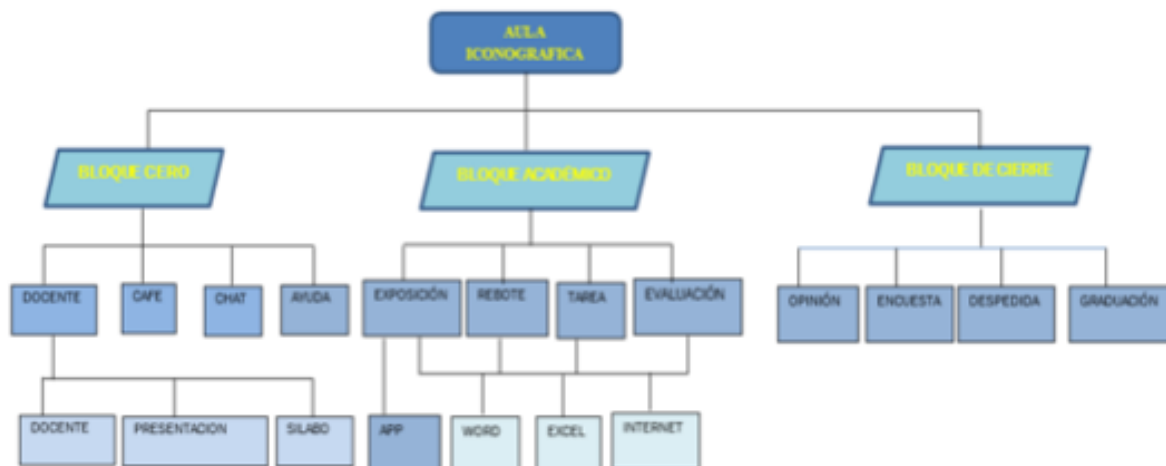 AULA
ICONOGRAFICA
BLOQUE CERO
BLOQUE ACADÉMICO
BLOQUE DE CIERRE
DOCENTE
CAFE
CHAT
AYUDA
EXPOSICIÓN
REBOTE
TAREA
EVALUACIÓN
OPINIÓN
ENCUESTA
DESPEDIDA
GRADUACIÓN
DOCENTE
PRESENTACION
SILABO
APP
WORD
EXCEL
INTERNET